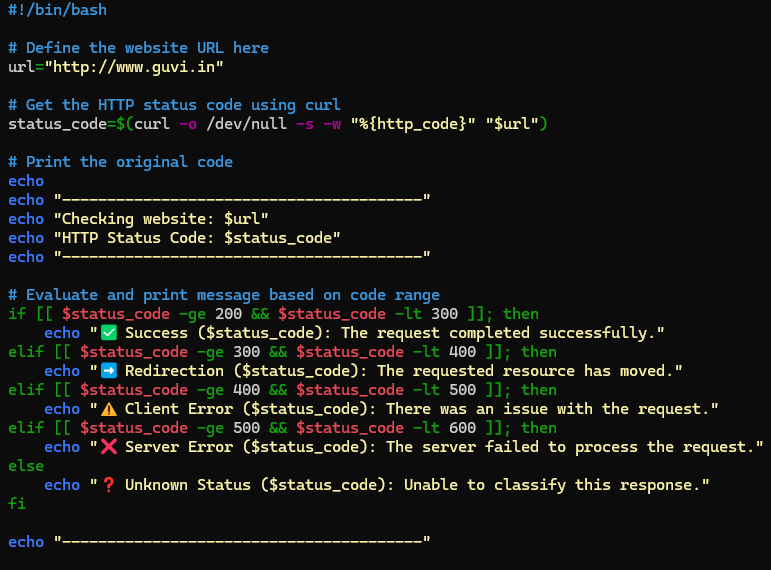 #!/bin/bash
# Define the website URL here
url="http://www.guvi.in"
# Get the HTTP status code using curl
status_code=$(curl -o /dev/null -s -w "%{http_code}" "$url")
# Print the original code
echo
echo "----------------------------------------"
echo "Checking website: $url"
echo "HTTP Status Code: $status_code"
echo "----------------------------------------"
# Evaluate and print message based on code range
if [[ $status_code -ge 200 && $status_code -lt 300 ]]; then
    echo "✅ Success ($status_code): The request completed successfully."
elif [[ $status_code -ge 300 && $status_code -lt 400 ]]; then
    echo "➡️ Redirection ($status_code): The requested resource has moved."
elif [[ $status_code -ge 400 && $status_code -lt 500 ]]; then
    echo "⚠️ Client Error ($status_code): There was an issue with the request."
elif [[ $status_code -ge 500 && $status_code -lt 600 ]]; then
    echo "❌ Server Error ($status_code): The server failed to process the request."
else
    echo "❓ Unknown Status ($status_code): Unable to classify this response."
fi
echo "----------------------------------------"